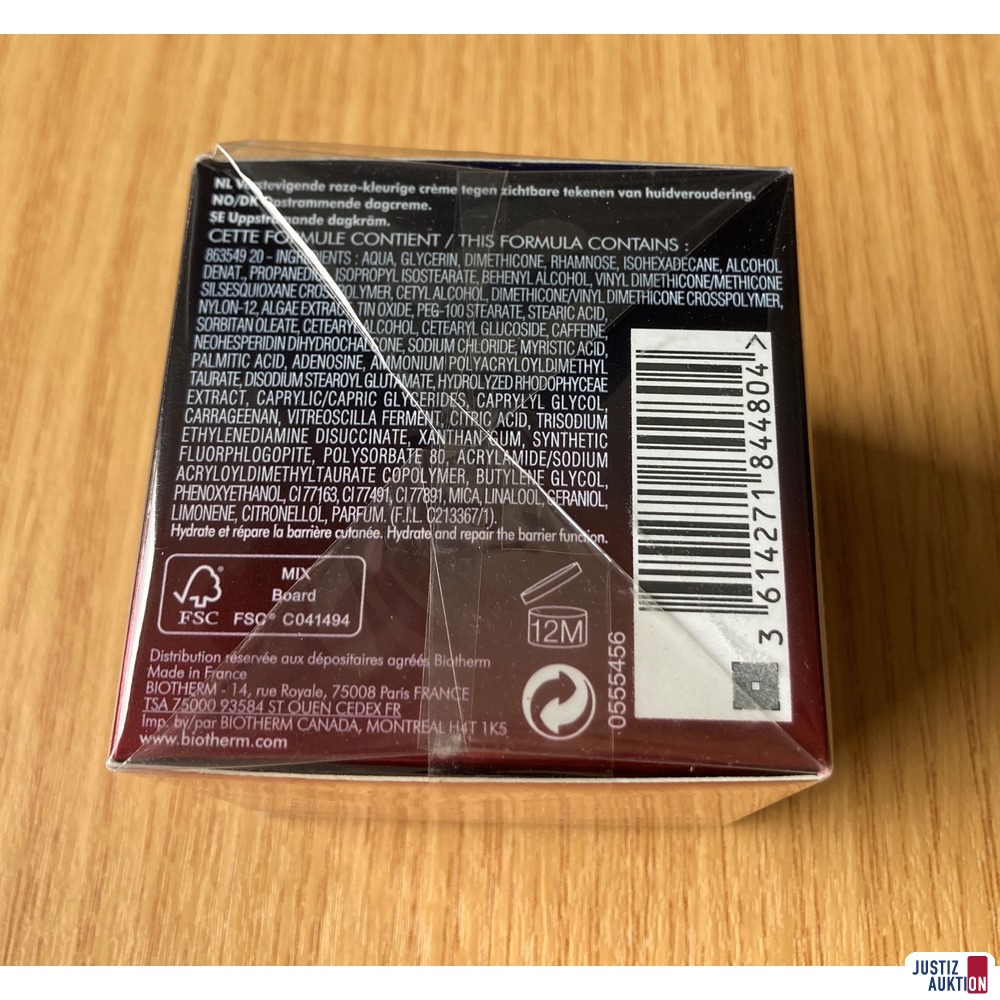 NL Verstevigende roze-kleurige crème tegen zichtbare tekenen van huidveroudering.
NO/DK Opstrammende dagcreme.
SE Uppstramande dagkräm.
CETTE FORMULE CONTIENT / THIS FORMULA CONTAINS :
863549 20 - INGREDIENTS : AQUA, GLYCERIN, DIMETHICONE, RHAMNOSE, ISOHEXADECANE, ALCOHOL
DENAT., PROPANEDIOL, ISOPROPYL ISOSTEARATE, BEHENYL ALCOHOL, VINYL DIMETHICONE/METHICONE
SILSESQUIOXANE CROSSPOLYMER, CETYL ALCOHOL, DIMETHICONE/VINYL DIMETHICONE CROSSPOLYMER,
NYLON-12, ALGAE EXTRACT, TIN OXIDE, PEG-100 STEARATE, STEARIC ACID,
SORBITAN OLEATE, CETEARYL ALCOHOL, CETEARYL GLUCOSIDE, CAFFEINE,
NEOHESPERIDIN DIHYDROCHALCONE, SODIUM CHLORIDE, MYRISTIC ACID,
PALMITIC ACID, ADENOSINE, AMMONIUM POLYACRYLOYLDIMETHYL
TAURATE, DISODIUM STEAROYL GLUTAMATE, HYDROLYZED RHODOPHYCEAE
EXTRACT, CAPRYLIC/CAPRIC GLYCERIDES, CAPRYLYL GLYCOL,
CARRAGEENAN, VITREOSCILLA FERMENT, CITRIC ACID, TRISODIUM
ETHYLENEDIAMINE DISUCCINATE, XANTHAN GUM, SYNTHETIC
FLUORPHLOGOPITE, POLYSORBATE 80, ACRYLAMIDE/SODIUM
ACRYLOYLDIMETHYLTAURATE COPOLYMER, BUTYLENE GLYCOL,
PHENOXYETHANOL, CI 77163, CI 77491, CI 77891, MICA, LINALOOL, GERANIOL,
LIMONENE, CITRONELLOL, PARFUM. (F.I.L. C213367/1).
Hydrate et répare la barrière cutanée. Hydrate and repair the barrier function.
MIX
Board
FSC FSC® C041494
12M
0555456
3 614271 844804 >
Distribution réservée aux dépositaires agréés Biotherm
Made in France
BIOTHERM - 14, rue Royale, 75008 Paris FRANCE
TSA 75000 93584 ST OUEN CEDEX FR
Imp. by/par BIOTHERM CANADA, MONTREAL H4T 1K5
www.biotherm.com
JUSTIZ
AUKTION